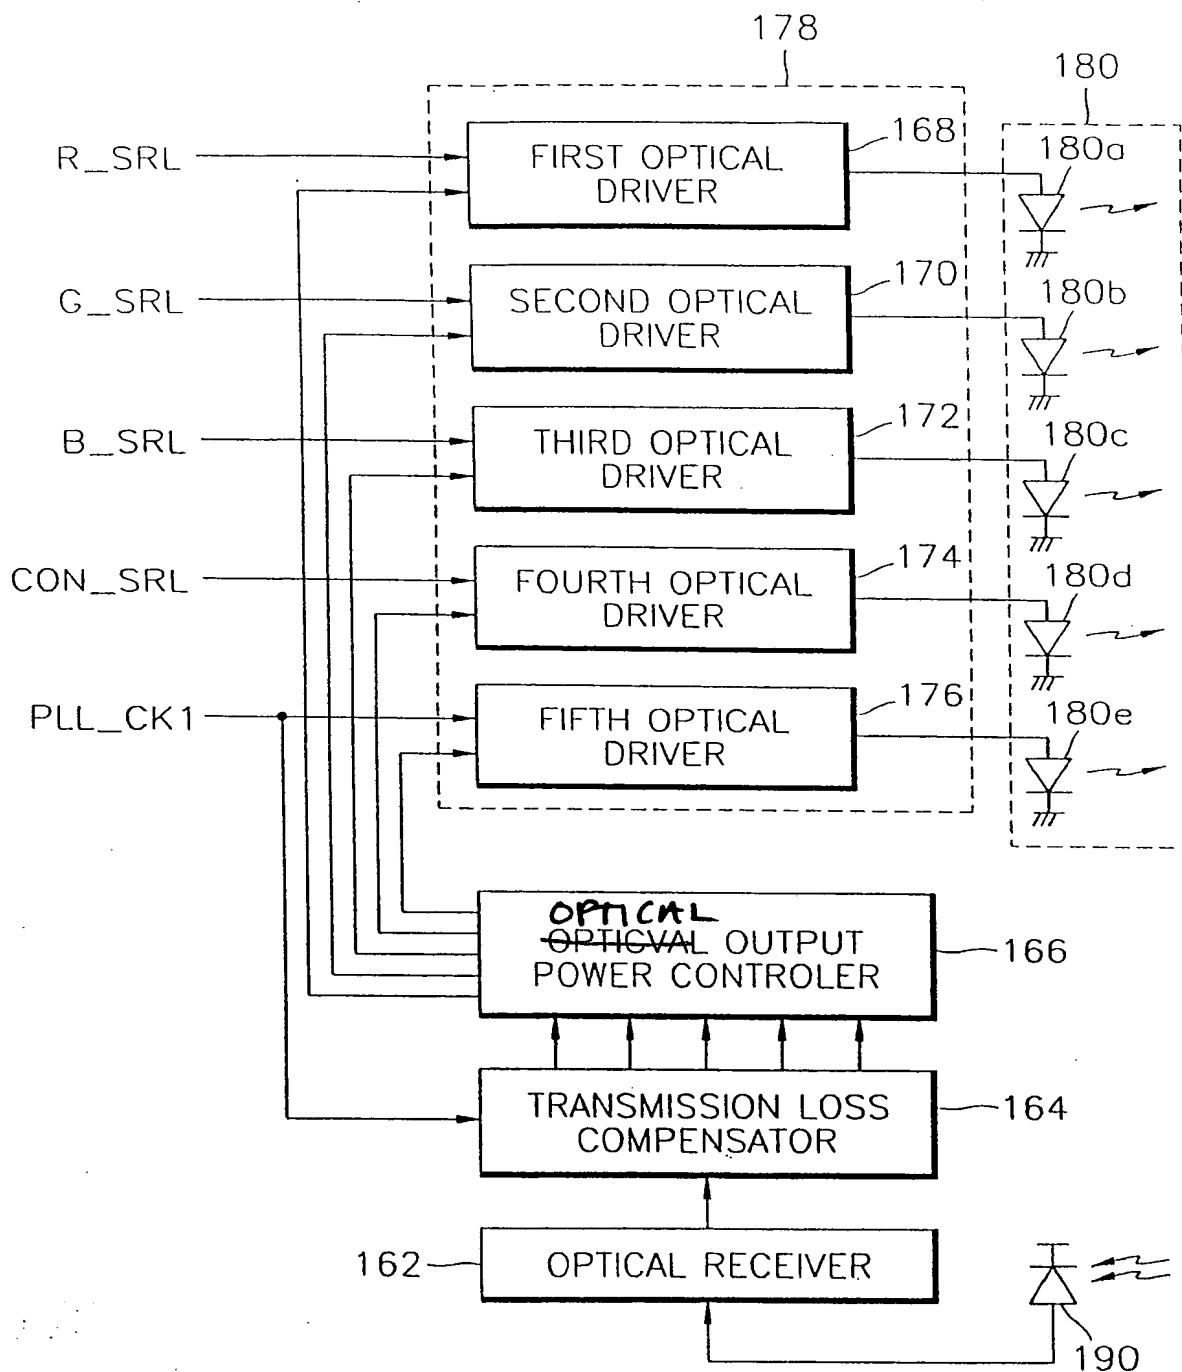 178
180
R_SRL
FIRST OPTICAL
DRIVER
168
180a
G_SRL
SECOND OPTICAL
DRIVER
170
180b
B_SRL
THIRD OPTICAL
DRIVER
172
180c
CON_SRL
FOURTH OPTICAL
DRIVER
174
180d
PLL_CK1
FIFTH OPTICAL
DRIVER
176
180e
OPTICAL
OPTICVAL OUTPUT
POWER CONTROLER
166
TRANSMISSION LOSS
COMPENSATOR
164
162
OPTICAL RECEIVER
190